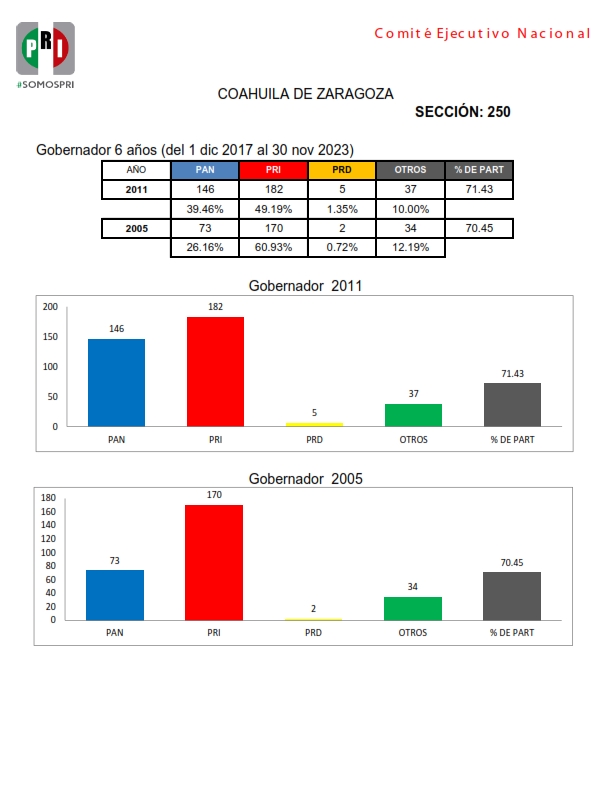 Comité Ejecutivo Nacional
PRI
#SOMOSPRI
COAHUILA DE ZARAGOZA
SECCIÓN: 250
Gobernador 6 años (del 1 dic 2017 al 30 nov 2023)
AÑO PAN PRI PRD OTROS % DE PART
2011 146 182 5 37 71.43
39.46% 49.19% 1.35% 10.00%
2005 73 170 2 34 70.45
26.16% 60.93% 0.72% 12.19%
Gobernador 2011
200
150
100
50
0
146 182 5 37 71.43
PAN PRI PRD OTROS % DE PART
Gobernador 2005
180
160
140
120
100
80
60
40
20
0
73 170 2 34 70.45
PAN PRI PRD OTROS % DE PART